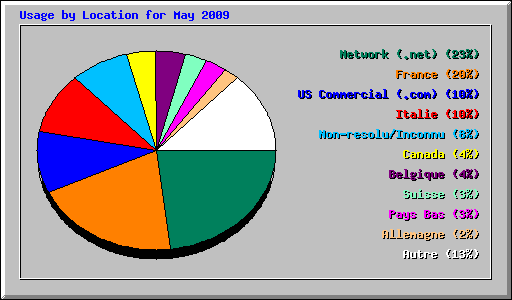 Usage by Location for May 2009
Network (.net) (23%)
France (20%)
US Commercial (.com) (10%)
Italie (10%)
Non-resolu/Inconnu (8%)
Canada (4%)
Belgique (4%)
Suisse (3%)
Pays Bas (3%)
Allemagne (2%)
Autre (13%)